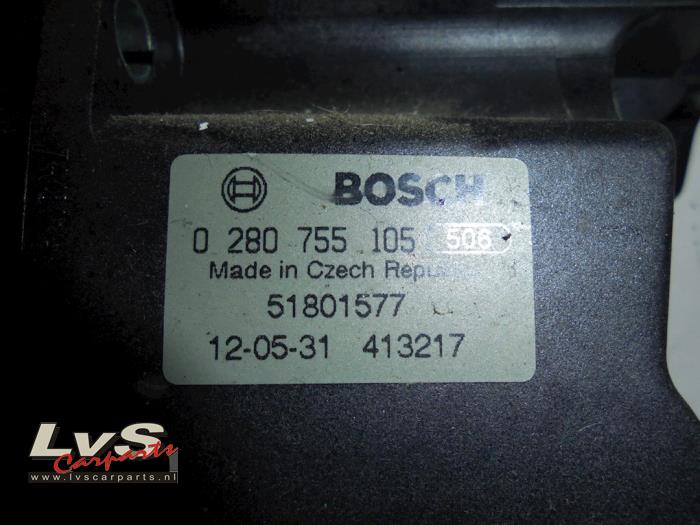 BOSCH
0 280 755 105 506
Made in Czech Republic
51801577
12-05-31 413217
LvS
Carparts
www.lvscarparts.nl